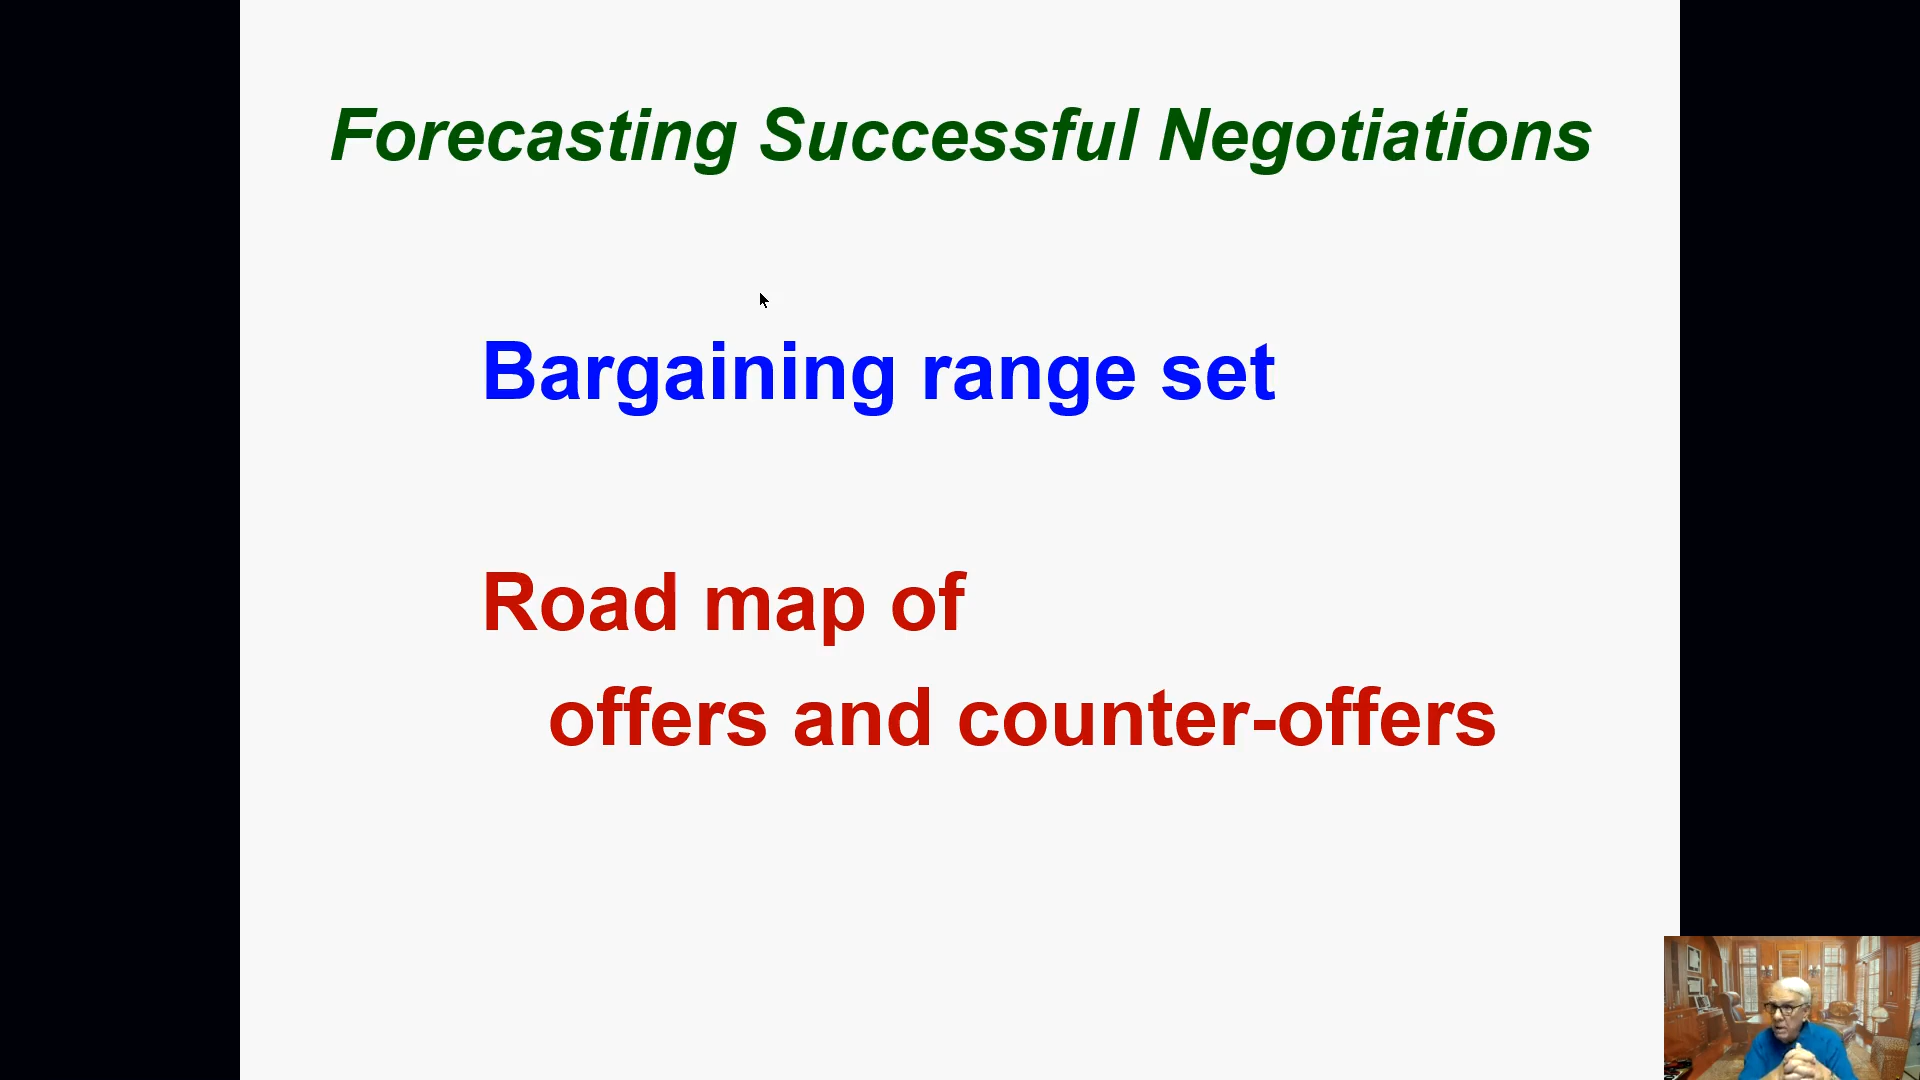 Forecasting Successful Negotiations
Bargaining range set
Road map of
offers and counter-offers